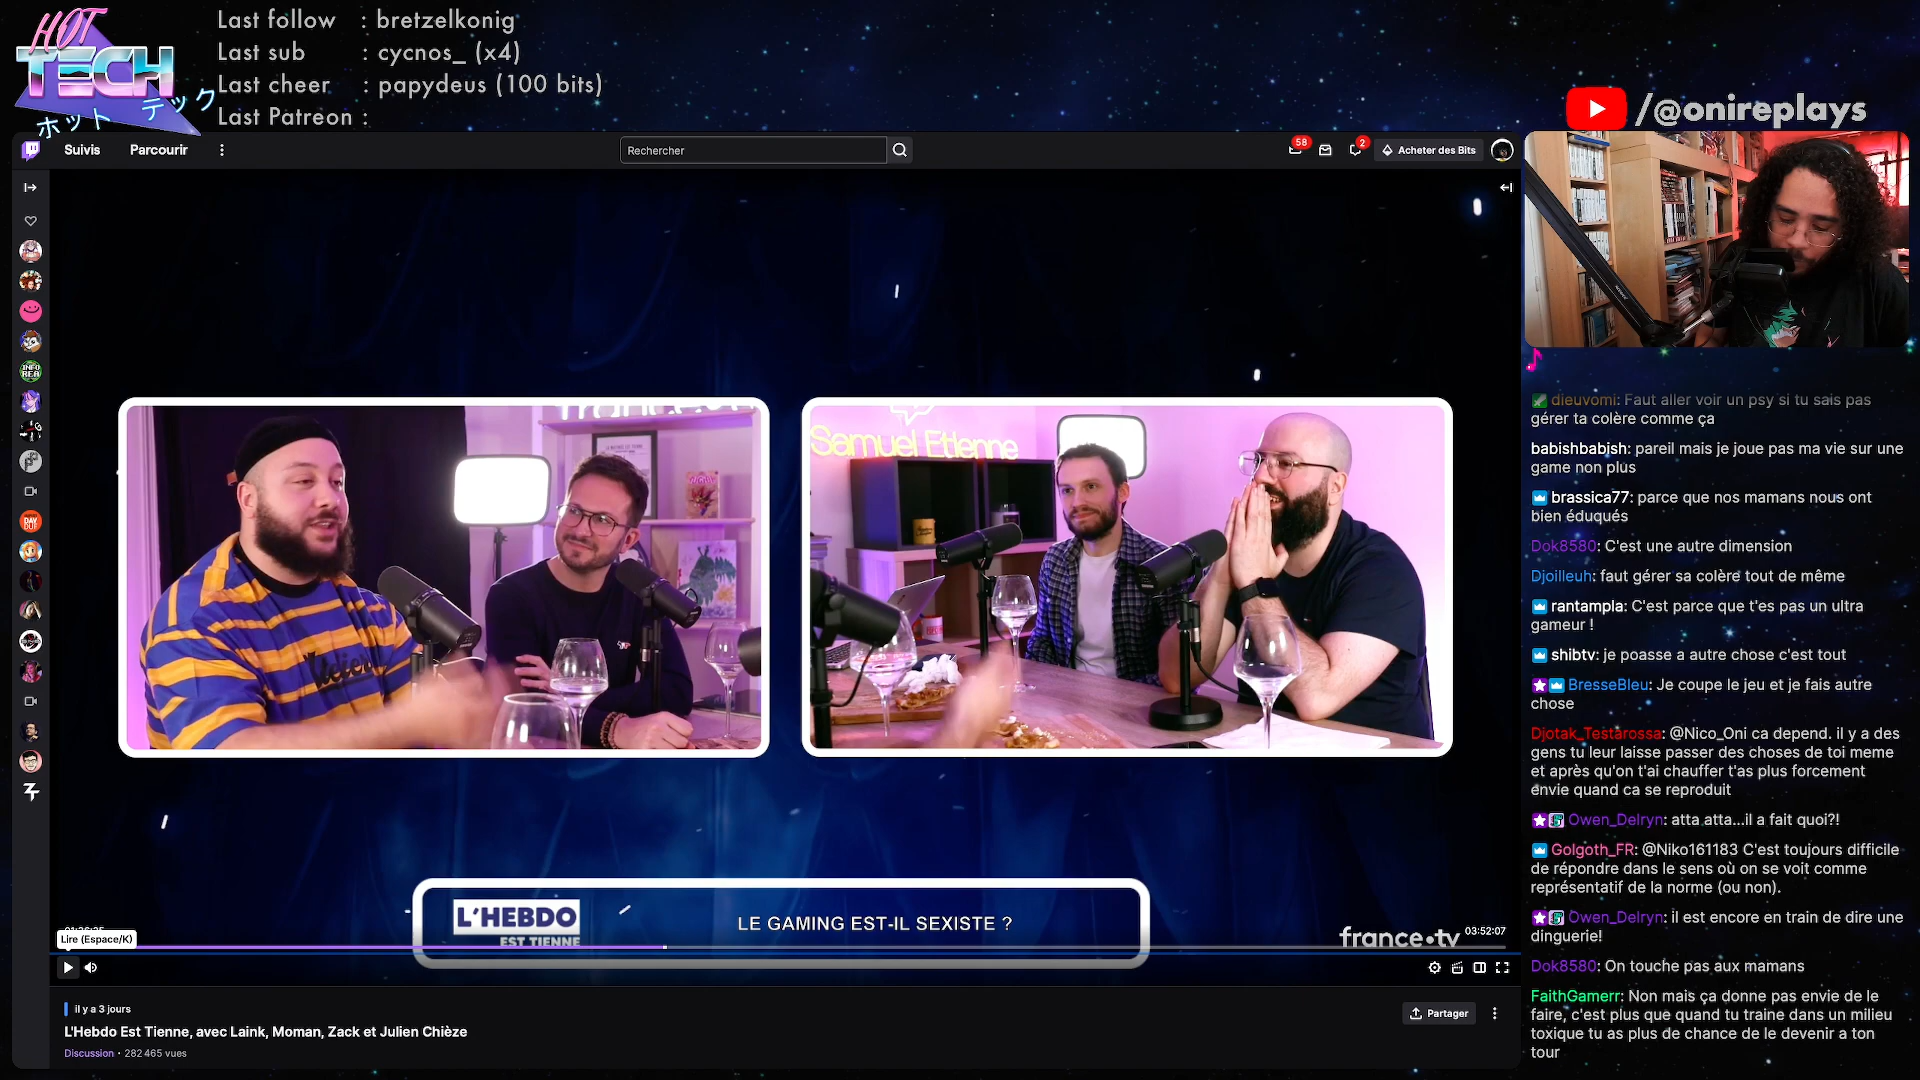 HOT
TECH
ホット テック
Last follow : bretzelkonig
Last sub : cycnos_ (x4)
Last cheer : papydeus (100 bits)
Last Patreon :
/@onireplays
Suivis
Parcourir
Rechercher
58
2
Acheter des Bits
INFO
REA
Samuel Etienne
L'HEBDO
EST TIENNE
LE GAMING EST-IL SEXISTE ?
france•tv
03:52:07
Lire (Espace/K)
il y a 3 jours
L'Hebdo Est Tienne, avec Laink, Moman, Zack et Julien Chièze
Discussion • 282 465 vues
Partager
dieuvomi: Faut aller voir un psy si tu sais pas
gérer ta colère comme ça
babishbabish: pareil mais je joue pas ma vie sur une
game non plus
brassica77: parce que nos mamans nous ont
bien éduqués
Dok8580: C'est une autre dimension
Djoilleuh: faut gérer sa colère tout de même
rantampla: C'est parce que t'es pas un ultra
gameur !
shibtv: je poasse a autre chose c'est tout
BresseBleu: Je coupe le jeu et je fais autre
chose
Djotak_Testarossa: @Nico_Oni ca depend. il y a des
gens tu leur laisse passer des choses de toi meme
et après qu'on t'ai chauffer t'as plus forcement
envie quand ca se reproduit
Owen_Delryn: atta atta...il a fait quoi?!
Golgoth_FR: @Niko161183 C'est toujours difficile
de répondre dans le sens où on se voit comme
représentatif de la norme (ou non).
Owen_Delryn: il est encore en train de dire une
dinguerie!
Dok8580: On touche pas aux mamans
FaithGamerr: Non mais ça donne pas envie de le
faire, c'est plus que quand tu traine dans un milieu
toxique tu as plus de chance de le devenir a ton
tour